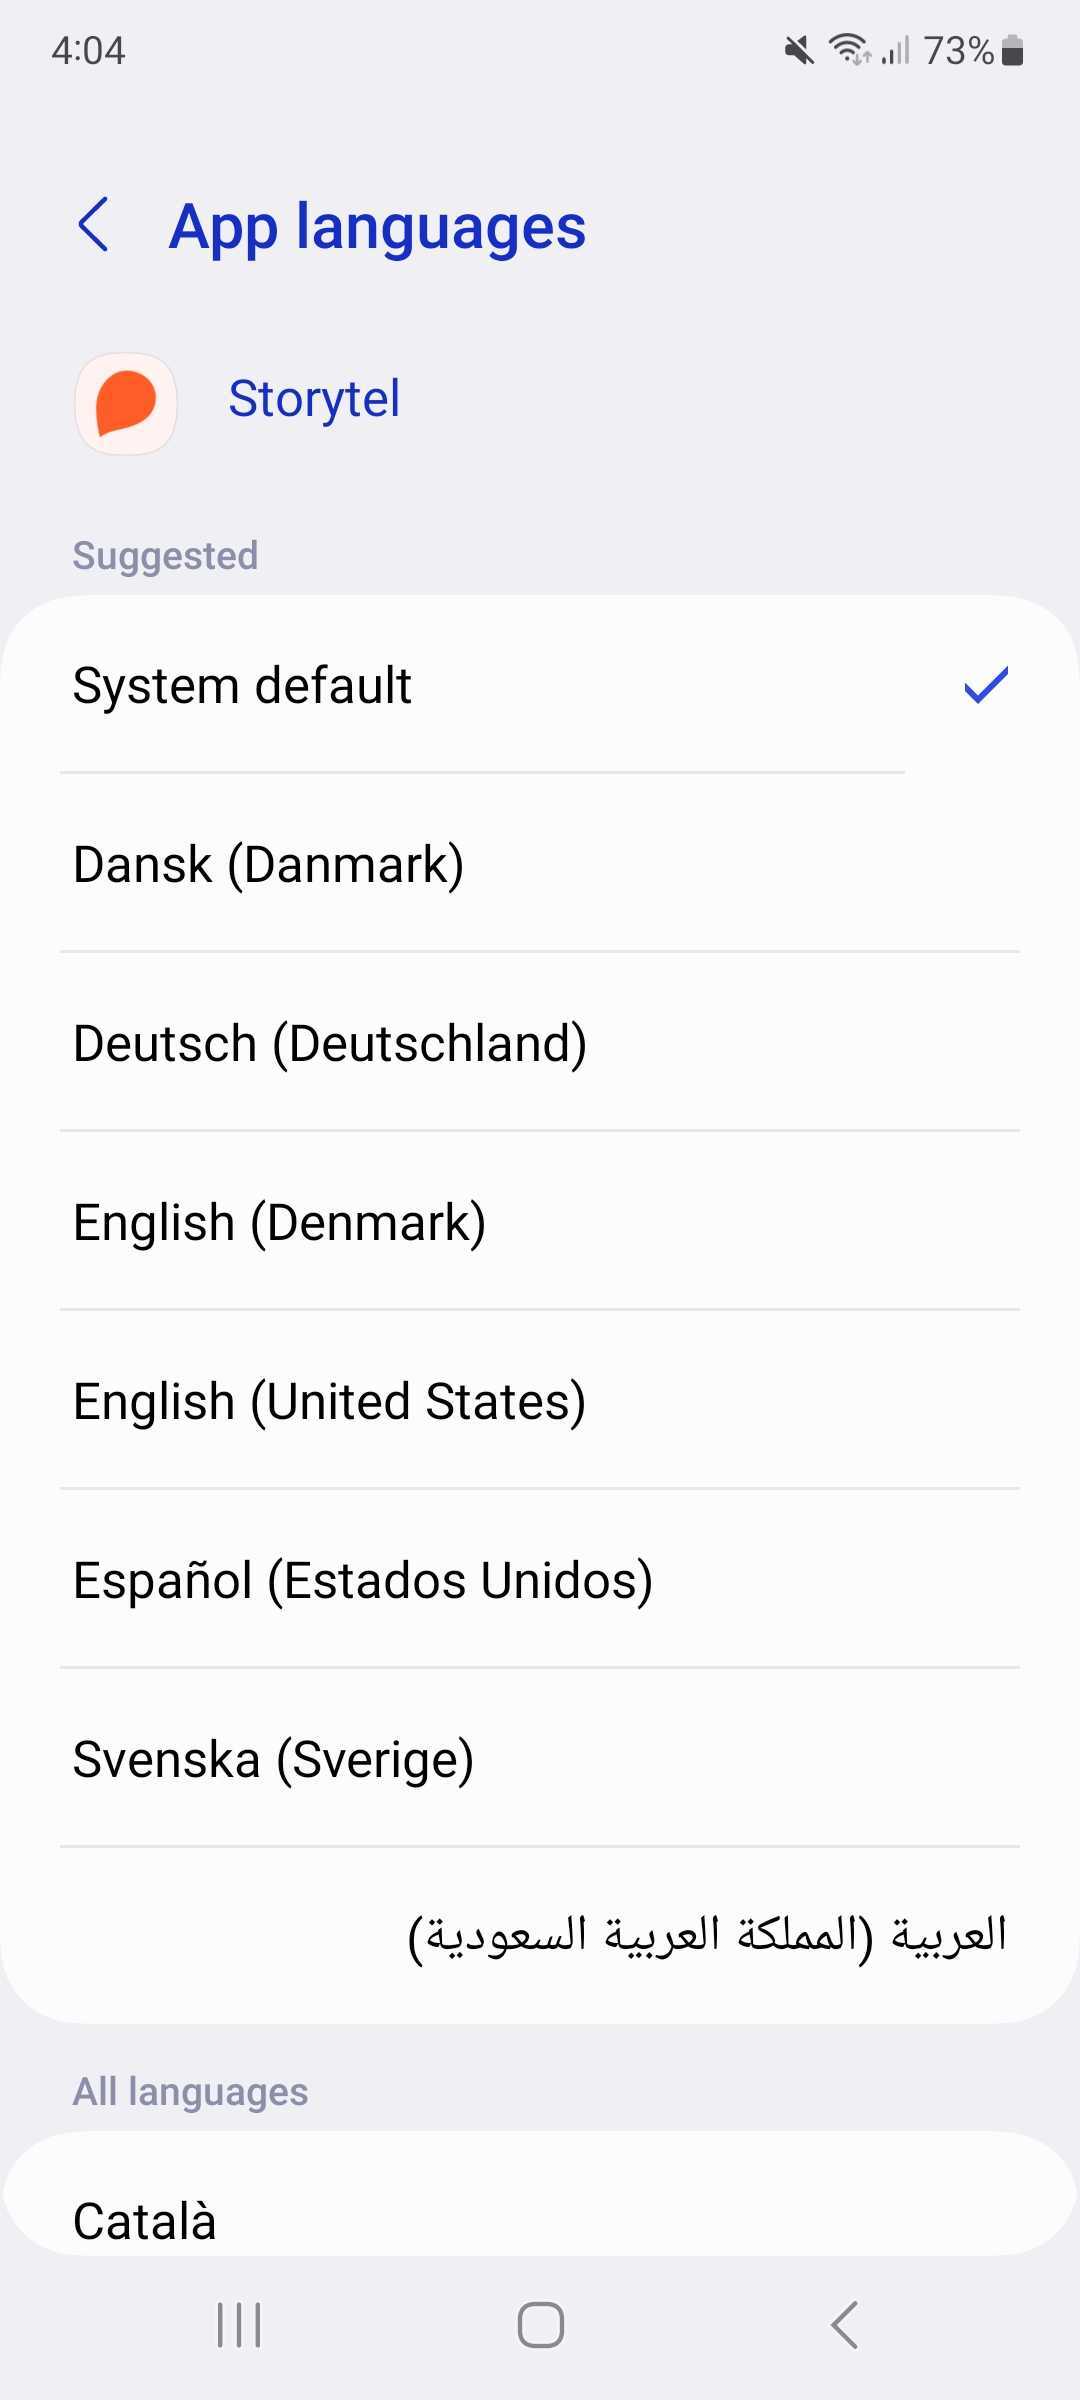 4:04
73%
App languages
Storytel
Suggested
System default
Dansk (Danmark)
Deutsch (Deutschland)
English (Denmark)
English (United States)
Español (Estados Unidos)
Svenska (Sverige)
العربية (المملكة العربية السعودية)
All languages
Català